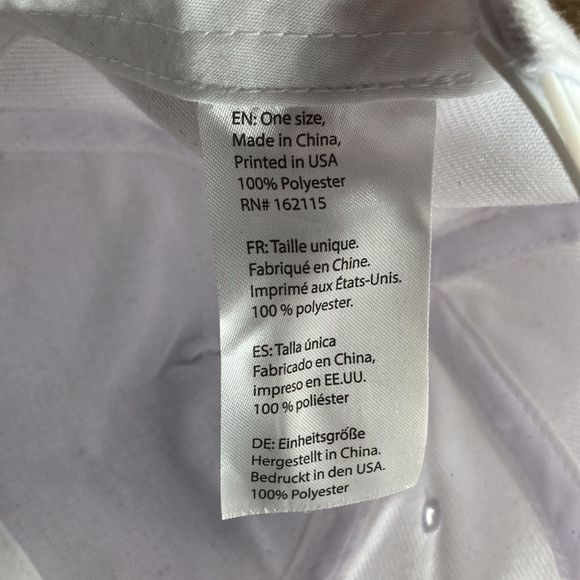 EN: One size,
Made in China,
Printed in USA
100% Polyester
RN# 162115
FR: Taille unique.
Fabriqué en Chine.
Imprimé aux États-Unis.
100 % polyester.
ES: Talla única
Fabricado en China,
impreso en EE.UU.
100 % poliéster
DE: Einheitsgröße
Hergestellt in China.
Bedruckt in den USA.
100% Polyester